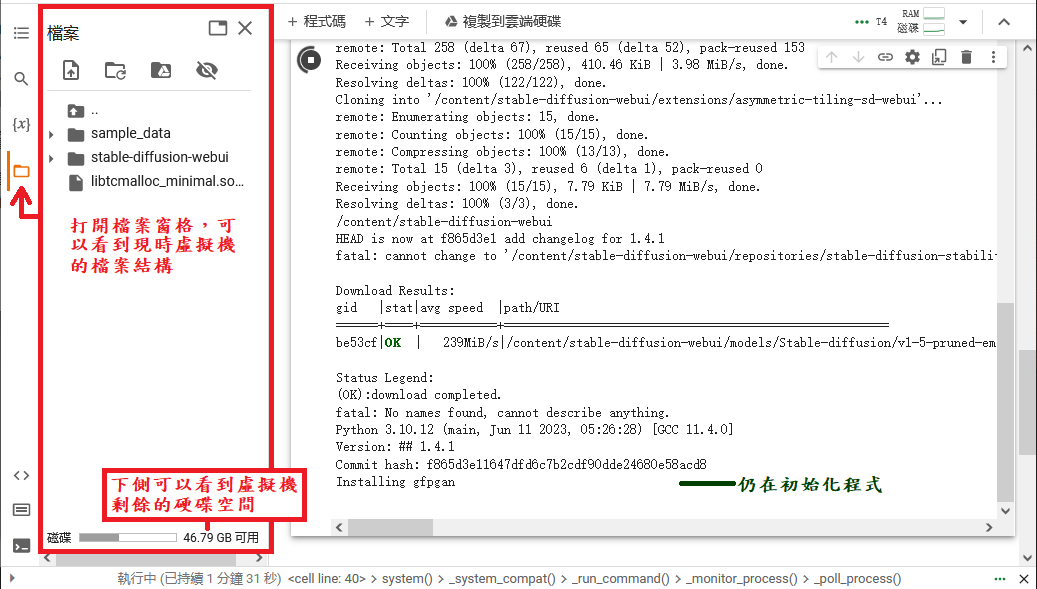 檔案
+ 程式碼 + 文字 複製到雲端硬碟
T4
RAM
磁碟
{x}
..
sample_data
stable-diffusion-webui
libtcmalloc_minimal.so...
打開檔案窗格，可
以看到現時虛擬機
的檔案結構
下側可以看到虛擬機
剩餘的硬碟空間
磁碟 46.79 GB 可用
remote: Total 258 (delta 67), reused 65 (delta 52), pack-reused 153
Receiving objects: 100% (258/258), 410.46 KiB | 3.98 MiB/s, done.
Resolving deltas: 100% (122/122), done.
Cloning into '/content/stable-diffusion-webui/extensions/asymmetric-tiling-sd-webui'...
remote: Enumerating objects: 15, done.
remote: Counting objects: 100% (15/15), done.
remote: Compressing objects: 100% (13/13), done.
remote: Total 15 (delta 3), reused 6 (delta 1), pack-reused 0
Receiving objects: 100% (15/15), 7.79 KiB | 7.79 MiB/s, done.
Resolving deltas: 100% (3/3), done.
/content/stable-diffusion-webui
HEAD is now at f865d3e1 add changelog for 1.4.1
fatal: cannot change to '/content/stable-diffusion-webui/repositories/stable-diffusion-stabili
Download Results:
gid |stat|avg speed |path/URI
======+====+===========+=======================================================
be53cf|OK | 239MiB/s|/content/stable-diffusion-webui/models/Stable-diffusion/v1-5-pruned-em
Status Legend:
(OK):download completed.
fatal: No names found, cannot describe anything.
Python 3.10.12 (main, Jun 11 2023, 05:26:28) [GCC 11.4.0]
Version: ## 1.4.1
Commit hash: f865d3e11647dfd6c7b2cdf90dde24680e58acd8
Installing gfpgan
仍在初始化程式
執行中 (已持續 1 分鐘 31 秒) <cell line: 40> > system() > _system_compat() > _run_command() > _monitor_process() > _poll_process()